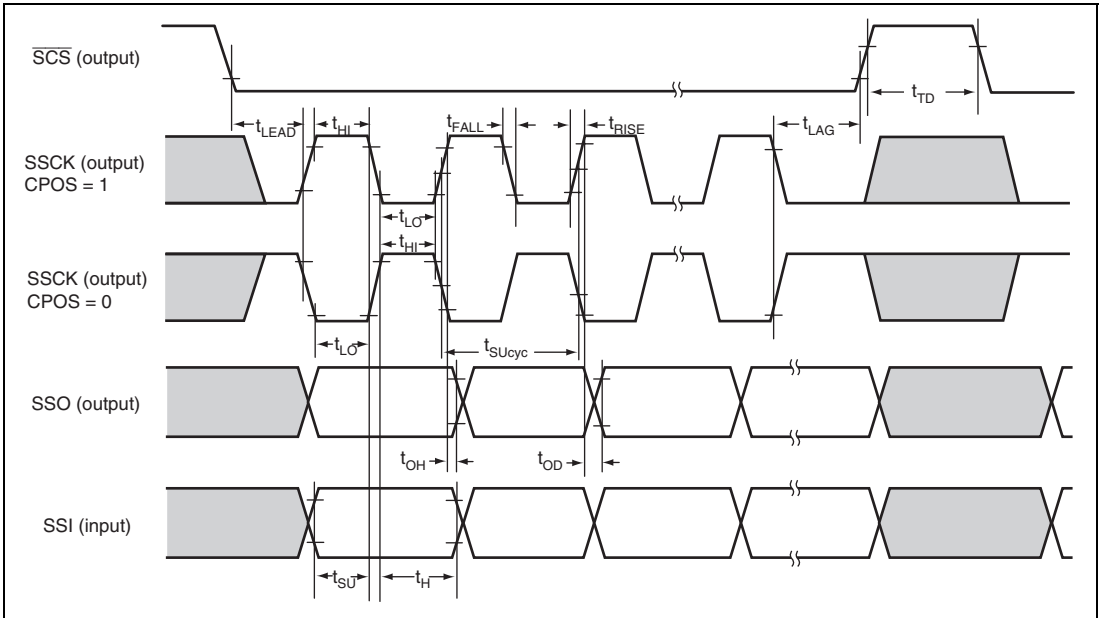 SCS (output)
tTD
tLEAD
tHI
tFALL
tRISE
tLAG
SSCK (output)
CPOS = 1
tLO
tHI
SSCK (output)
CPOS = 0
tLO
tSUcyc
SSO (output)
tOH
tOD
SSI (input)
tSU
tH